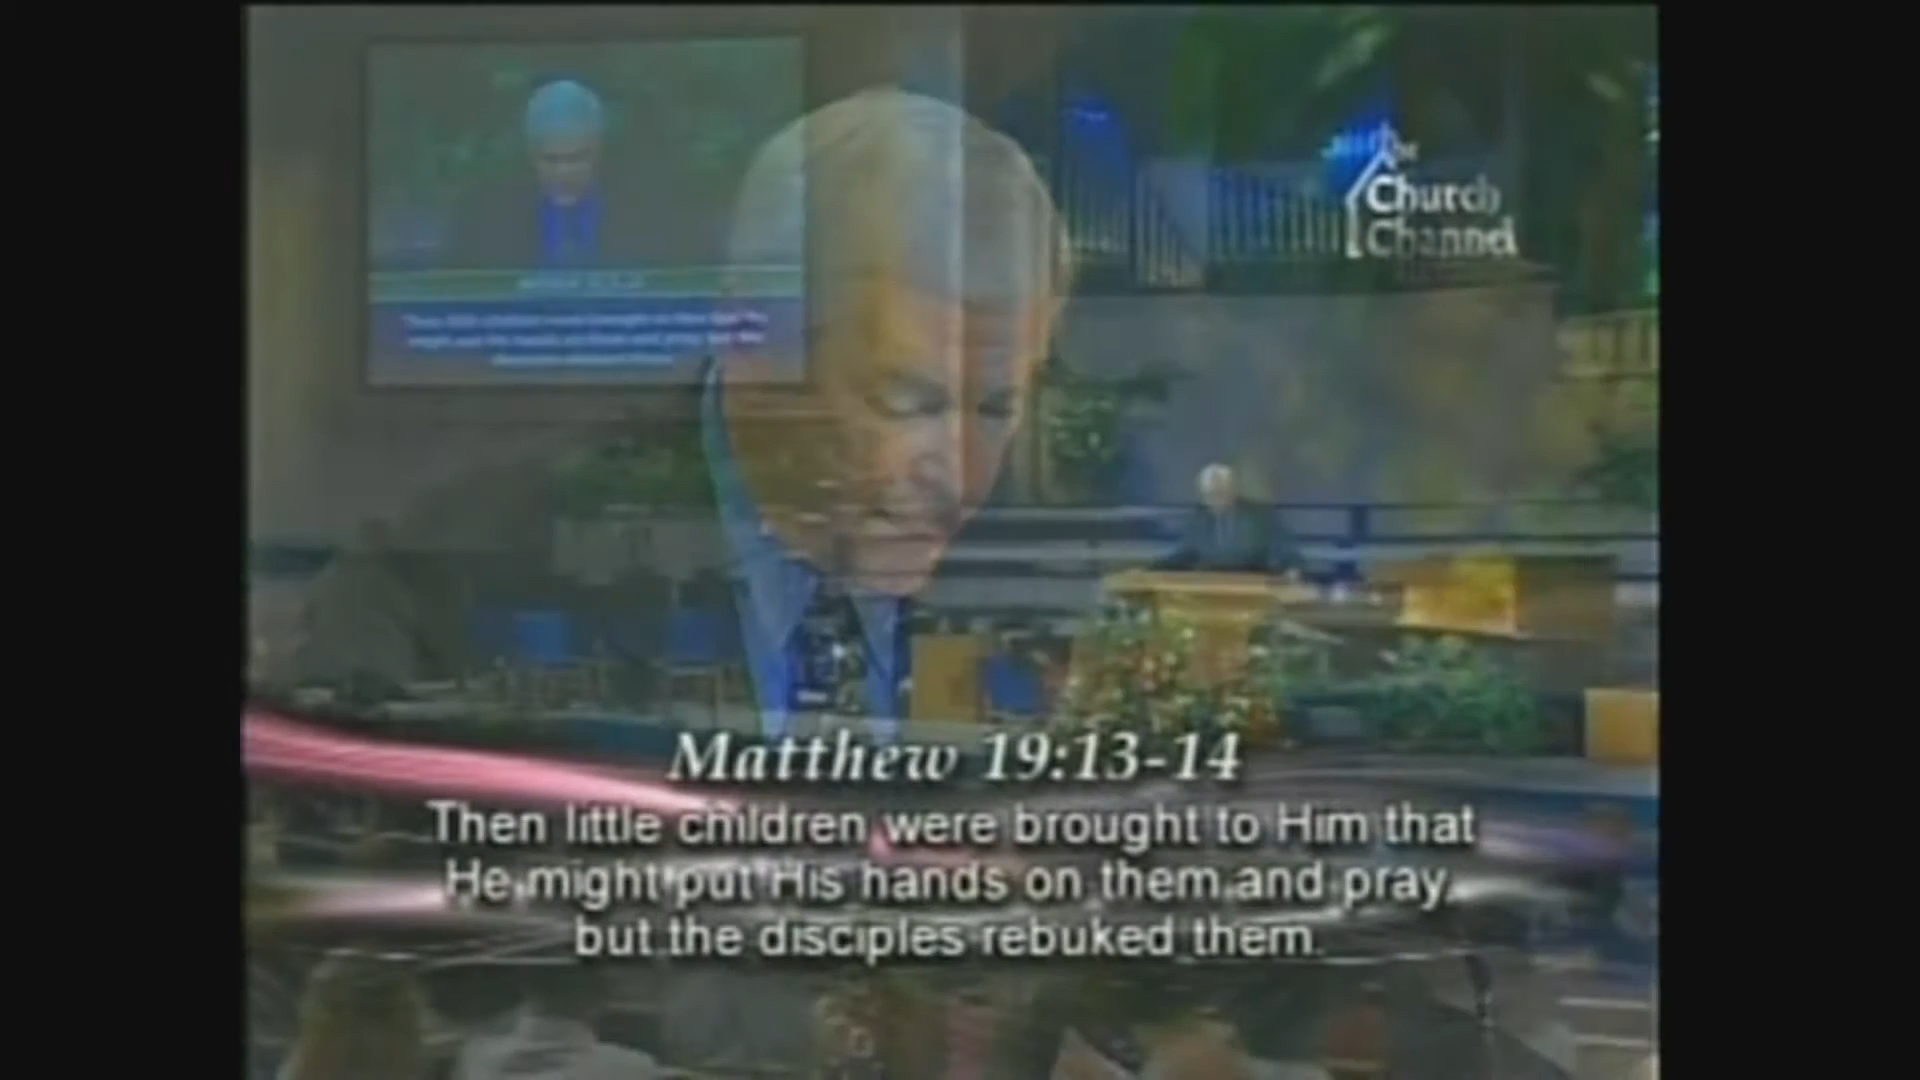 The
Church
Channel
Matthew 19:13-14
Then little children were brought to Him that
He might put His hands on them and pray,
but the disciples rebuked them.